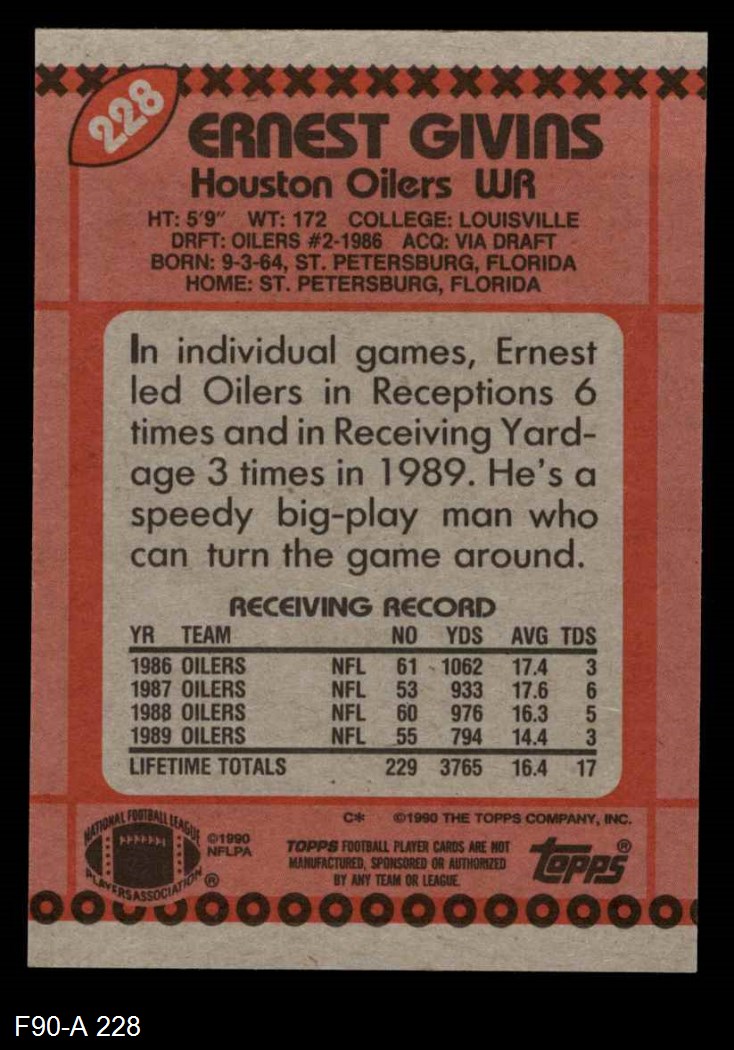 228
ERNEST GIVINS
Houston Oilers WR
HT: 5'9" WT: 172 COLLEGE: LOUISVILLE
DRFT: OILERS #2-1986 ACQ: VIA DRAFT
BORN: 9-3-64, ST. PETERSBURG, FLORIDA
HOME: ST. PETERSBURG, FLORIDA
In individual games, Ernest
led Oilers in Receptions 6
times and in Receiving Yard-
age 3 times in 1989. He's a
speedy big-play man who
can turn the game around.
RECEIVING RECORD
YR TEAM NO YDS AVG TDS
1986 OILERS NFL 61 1062 17.4 3
1987 OILERS NFL 53 933 17.6 6
1988 OILERS NFL 60 976 16.3 5
1989 OILERS NFL 55 794 14.4 3
LIFETIME TOTALS 229 3765 16.4 17
C* ©1990 THE TOPPS COMPANY, INC.
NATIONAL FOOTBALL LEAGUE
PLAYERS ASSOCIATION ®
©1990
NFLPA
TOPPS FOOTBALL PLAYER CARDS ARE NOT
MANUFACTURED, SPONSORED OR AUTHORIZED
BY ANY TEAM OR LEAGUE.
Topps®
F90-A 228